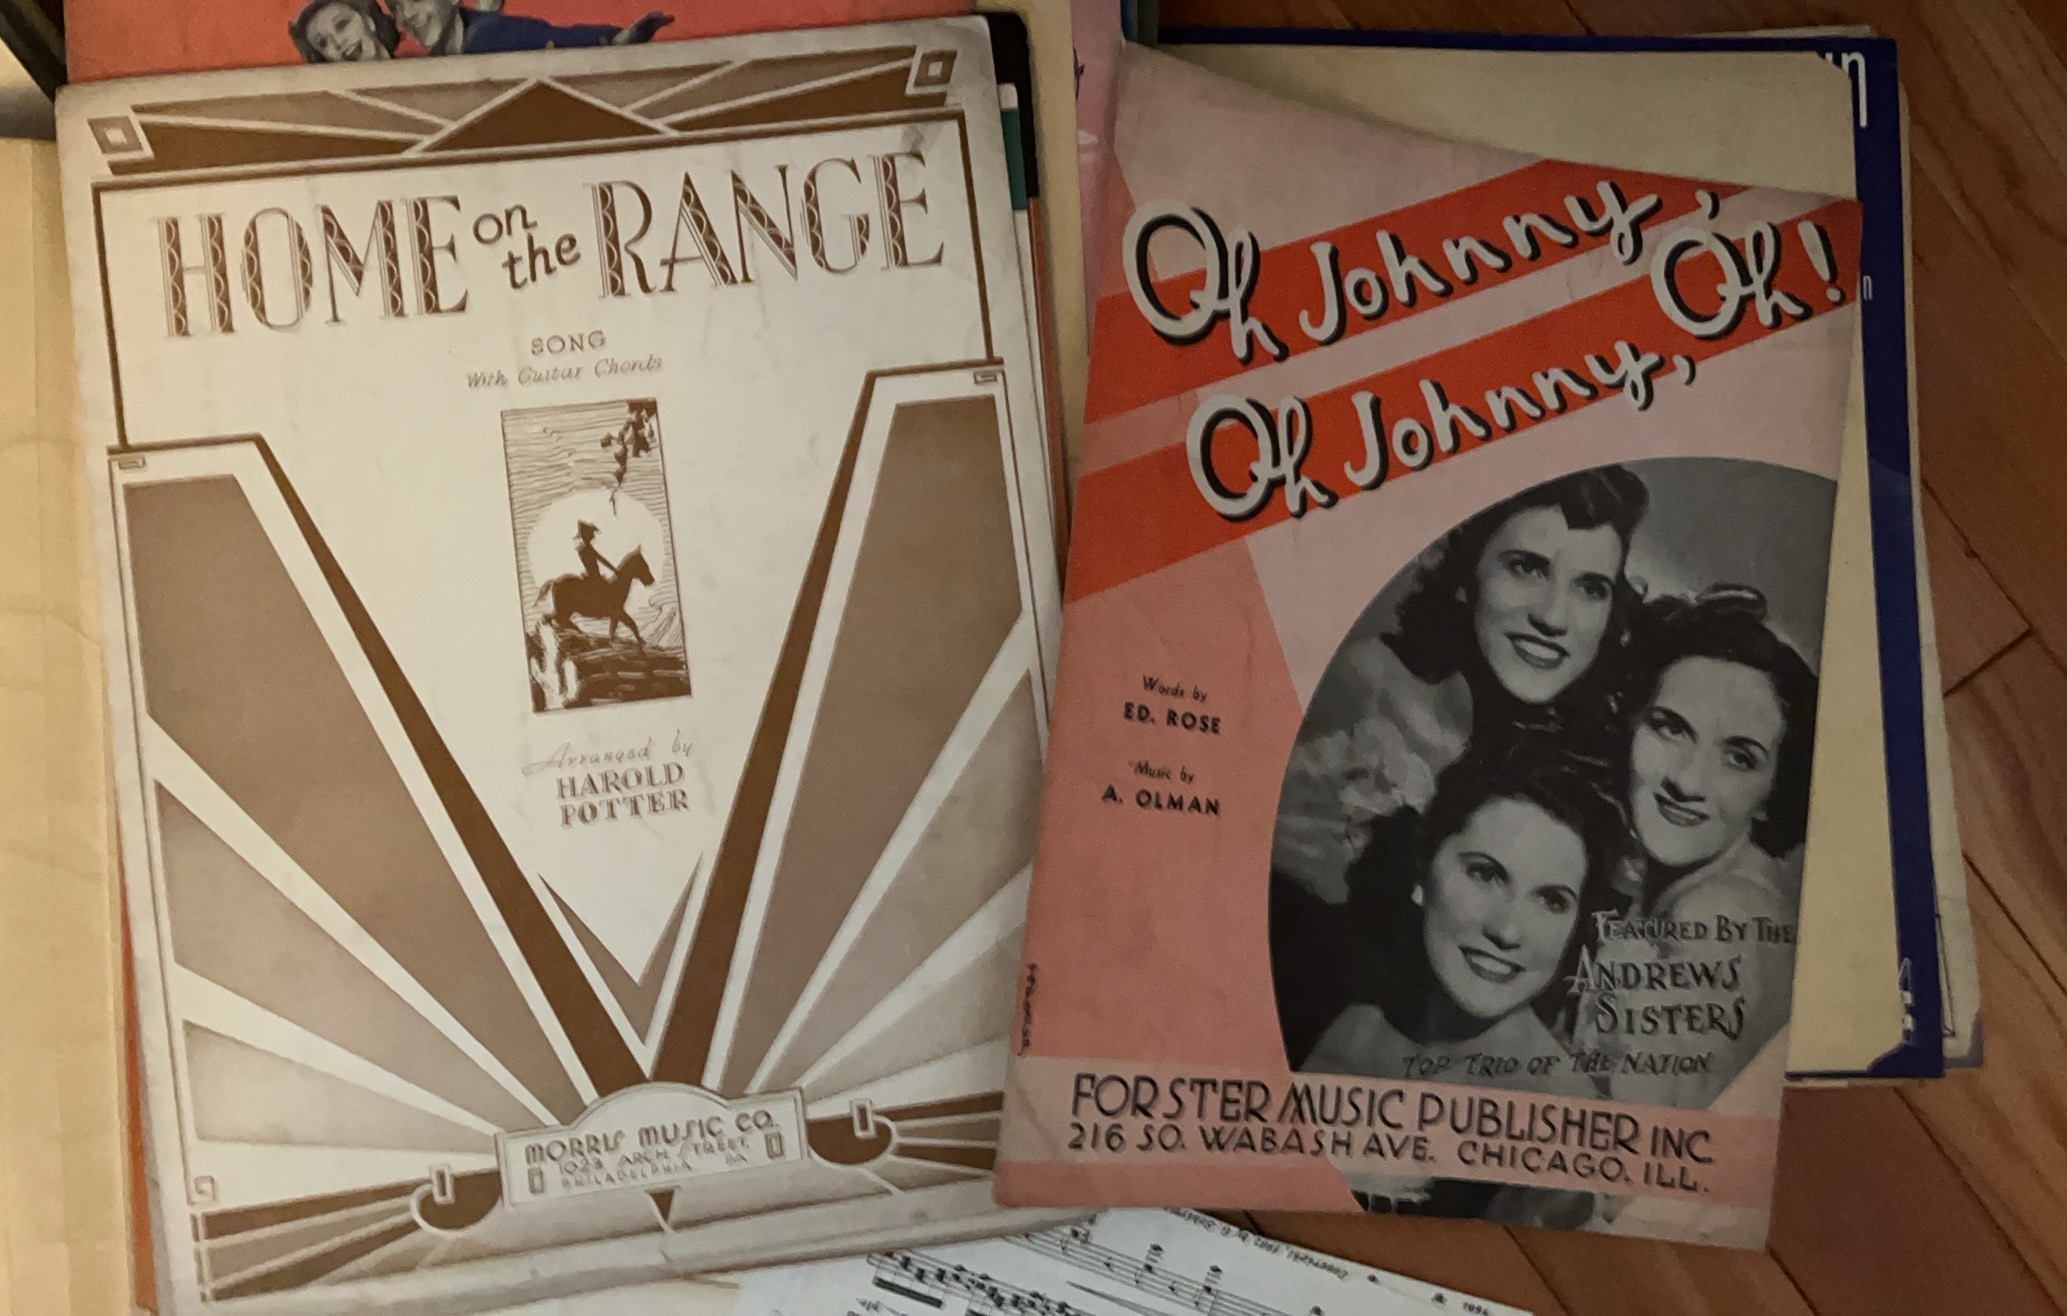 HOME on the RANGE
SONG
With Guitar Chords
Arranged by
HAROLD
POTTER
MORRIS MUSIC CO.
1023 ARCH STREET,
PHILADELPHIA PA.
Oh Johnny,
Oh Johnny, Oh!
Words by
ED. ROSE
Music by
A. OLMAN
FEATURED BY THE
ANDREWS
SISTERS
TOP TRIO OF THE NATION
FORSTER MUSIC PUBLISHER INC
216 SO. WABASH AVE. CHICAGO, ILL.